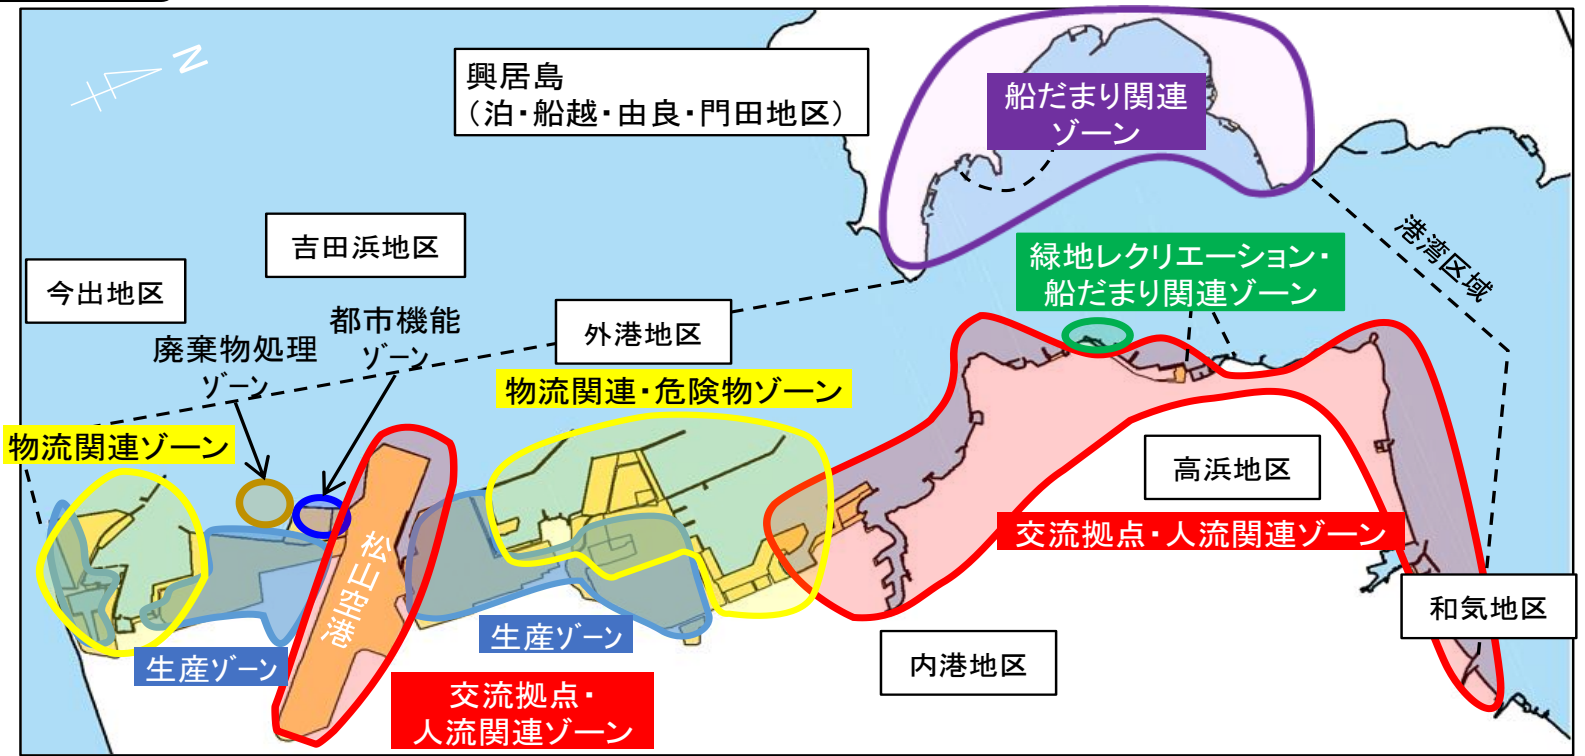 N
興居島
（泊・船越・由良・門田地区）
船だまり関連
ゾーン
港湾区域
吉田浜地区
今出地区
緑地レクリエーション・
船だまり関連ゾーン
都市機能
ｿﾞｰﾝ
廃棄物処理
ｿﾞｰﾝ
外港地区
物流関連・危険物ゾーン
物流関連ゾーン
高浜地区
交流拠点・人流関連ゾーン
松山空港
和気地区
生産ｿﾞｰﾝ
生産ｿﾞｰﾝ
内港地区
交流拠点・
人流関連ゾーン